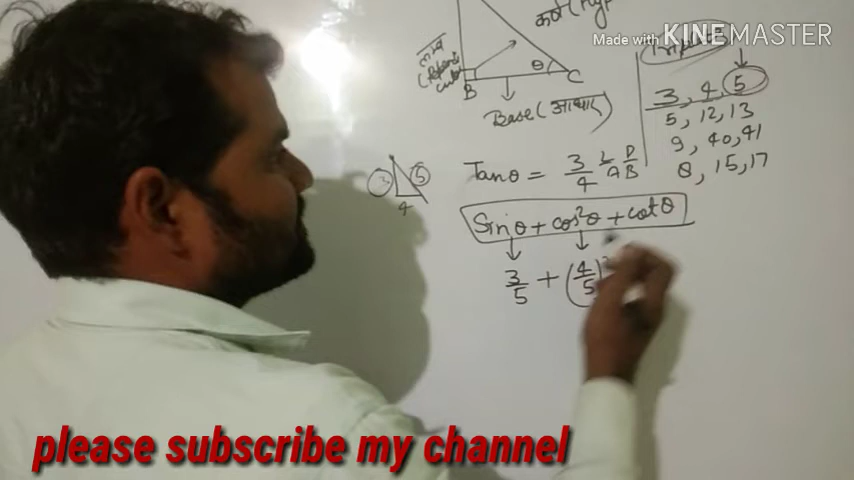 Made with KINEMASTER
कर्ण (Hyp
लम्ब
B
θ
C
Base (आधार)
3, 4, 5
5, 12, 13
9, 40, 41
8, 15, 17
3
5
4
Tanθ = 3/4 L/A P/B
Sinθ + cos²θ + cotθ
3/5 + (4/5)²
please subscribe my channel